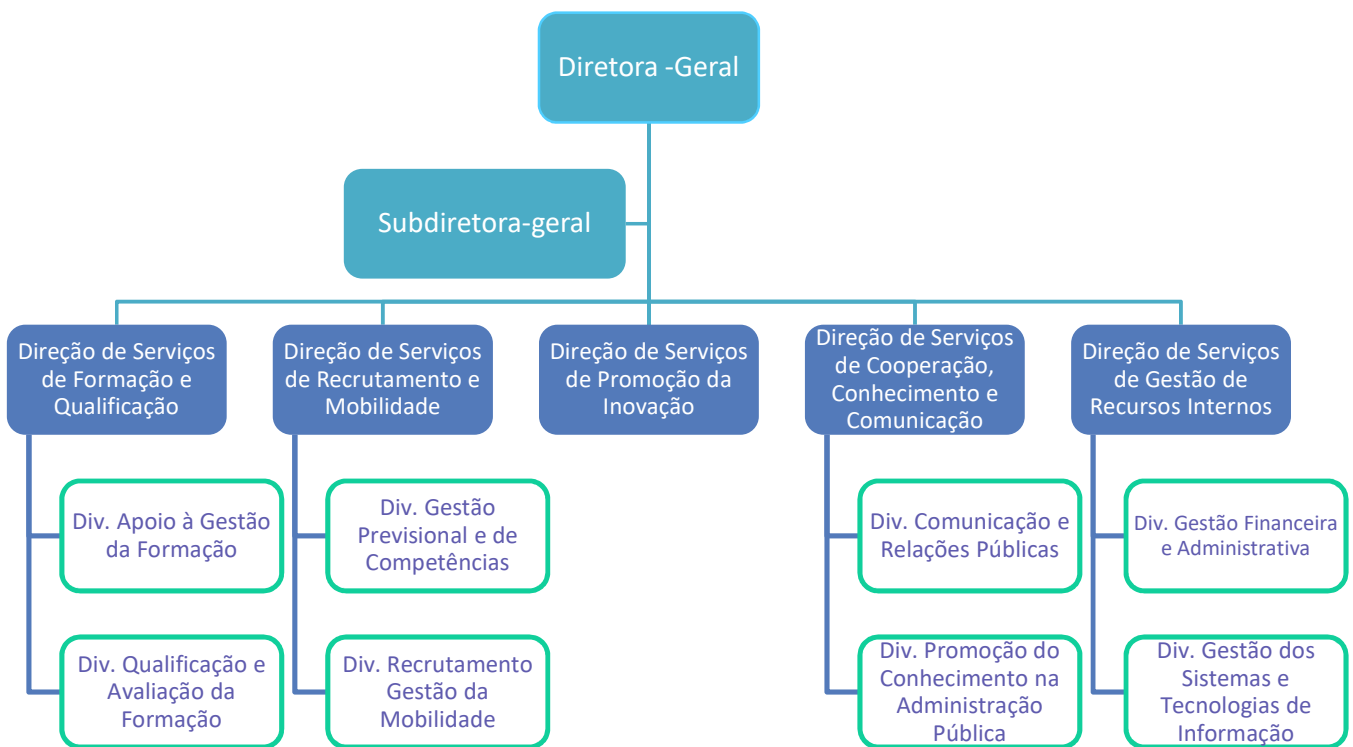 Diretora -Geral
Subdiretora-geral
Direção de Serviços
de Formação e
Qualificação
Direção de Serviços
de Recrutamento e
Mobilidade
Direção de Serviços
de Promoção da
Inovação
Direção de Serviços
de Cooperação,
Conhecimento e
Comunicação
Direção de Serviços
de Gestão de
Recursos Internos
Div. Apoio à Gestão
da Formação
Div. Gestão
Previsional e de
Competências
Div. Comunicação e
Relações Públicas
Div. Gestão Financeira
e Administrativa
Div. Qualificação e
Avaliação da
Formação
Div. Recrutamento
Gestão da
Mobilidade
Div. Promoção do
Conhecimento na
Administração
Pública
Div. Gestão dos
Sistemas e
Tecnologias de
Informação